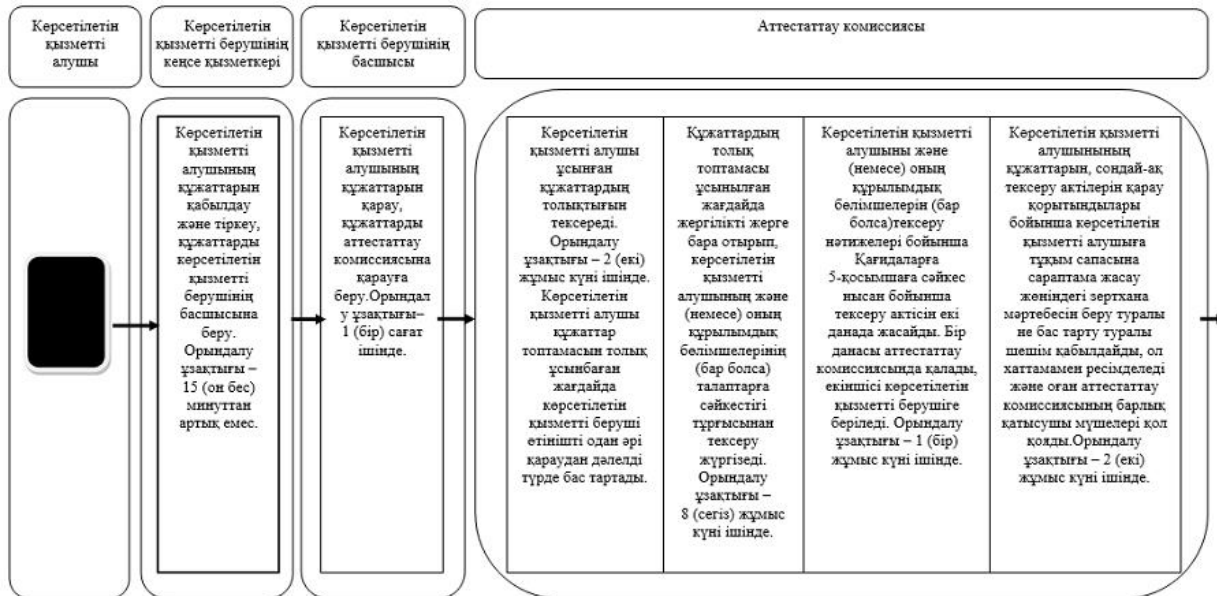 Көрсетілетін
қызметті
алушы
Көрсетілетін
қызметті берушінің
кеңсе қызметкері
Көрсетілетін
қызметті берушінің
басшысы
Аттестаттау комиссиясы
Көрсетілетін
қызметті
алушының
құжаттарын
қабылдау
және тіркеу,
құжаттарды
көрсетілетін
қызметті
берушінің
басшысына
беру.
Орындалу
ұзақтығы –
15 (он бес)
минуттан
артық емес.
Көрсетілетін
қызметті
алушының
құжаттарын
қарау,
құжаттарды
аттестаттау
комиссиясына
қарауға
беру.Орындал
у ұзақтығы–
1 (бір) сағат
ішінде.
Көрсетілетін
қызметті алушы
ұсынған
құжаттардың
толықтығын
тексереді.
Орындалу
ұзақтығы – 2 (екі)
жұмыс күні ішінде.
Көрсетілетін
қызметті алушы
құжаттар
топтамасын толық
ұсынбаған
жағдайда
көрсетілетін
қызметті беруші
өтінішті одан әрі
қараудан дәлелді
түрде бас тартады.
Құжаттардың
толық
топтамасы
ұсынылған
жағдайда
жергілікті жерге
бара отырып,
көрсетілетін
қызметті
алушының және
(немесе) оның
құрылымдық
бөлімшелерінің
(бар болса)
талаптарға
сәйкестігі
тұрғысынан
тексеру
жүргізеді.
Орындалу
ұзақтығы –
8 (сегіз) жұмыс
күні ішінде.
Көрсетілетін қызметті
алушыны және
(немесе) оның
құрылымдық
бөлімшелерін (бар
болса)тексеру
нәтижелері бойынша
Қағидаларға
5-қосымшаға сәйкес
нысан бойынша
тексеру актісін екі
данада жасайды. Бір
данасы аттестаттау
комиссиясында қалады,
екіншісі көрсетілетін
қызметті берушіге
беріледі. Орындалу
ұзақтығы – 1 (бір)
жұмыс күні ішінде.
Көрсетілетін қызметті
алушынының
құжаттарын, сондай-ақ
тексеру актілерін қарау
қорытындылары
бойынша көрсетілетін
қызметті алушыға
тұқым сапасына
сараптама жасау
жөніндегі зертхана
мәртебесін беру туралы
не бас тарту туралы
шешім қабылдайды, ол
хаттамамен ресімделеді
және оған аттестаттау
комиссиясының барлық
қатысушы мүшелері қол
қояды.Орындалу
ұзақтығы – 2 (екі)
жұмыс күні ішінде.